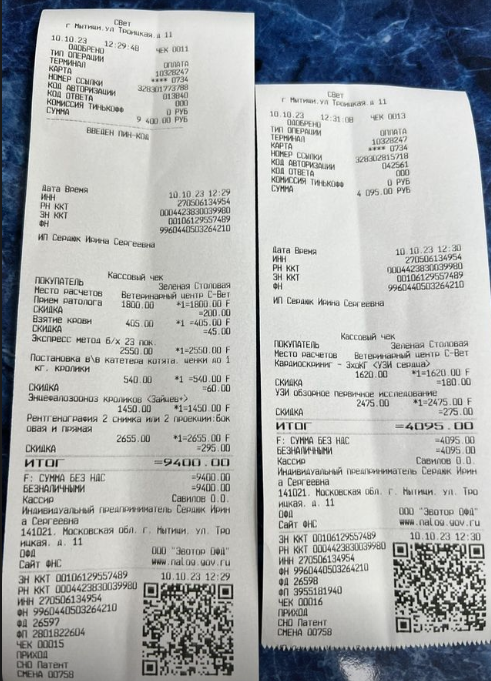 СВет
г Мытищи.ул Троицкая.д 11
10.10.23 12:29:48 ЧЕК 0011
ОДОБРЕНО
ТИП ОПЕРАЦИИ ОПЛАТА
ТЕРМИНАЛ 10328247
КАРТА **** 0734
НОМЕР ССЫЛКИ 328301773788
КОД АВТОРИЗАЦИИ 013840
КОД ОТВЕТА 000
КОМИССИЯ ТИНЬКОФФ 0 РУБ
СУММА 9 400.00 РУБ
ВВЕДЕН ПИН-КОД
Дата Время 10.10.23 12:29
ИНН 270506134954
РН ККТ 0004423830039980
ЗН ККТ 00106129557489
ФН 9960440503264210
ИП Сердюк Ирина Сергеевна
Кассовый чек
ПОКУПАТЕЛЬ Зеленая Столовая
Место расчетов Ветеринарный центр С-Вет
Прием ратолога 1800.00 *1=1800.00 F
СКИДКА =200.00
Взятие крови 405.00 *1 =405.00 F
СКИДКА =45.00
Экспресс метод б/х 23 пок.
2550.00 *1=2550.00 F
Постановка в\в катетера котята. щенки до 1
кг. кролики
540.00 *1 =540.00 F
СКИДКА =60.00
Энцефалозооноз кроликов <Зайцев+>
1450.00 *1=1450.00 F
Рентгенография 2 снимка или 2 проекции:бок
овая и прямая
2655.00 *1=2655.00 F
СКИДКА =295.00
ИТОГ =9400.00
F: СУММА БЕЗ НДС =9400.00
БЕЗНАЛИЧНЫМИ =9400.00
Кассир Савилов О.О.
Индивидуальный предприниматель Сердюк Ирин
а Сергеевна
141021. Московская обл. г Мытищи. ул. Тро
ицкая. д. 11
ОФД ООО "Эвотор ОФД"
Сайт ФНС www.nalog.gov.ru
ЗН ККТ 00106129557489 10.10.23 12:29
РН ККТ 0004423830039980
ИНН 270506134954
ФН 9960440503264210
ФД 26597
ФП 2801822604
ЧЕК 00015
ПРИХОД
СНО Патент
СМЕНА 00758
СВет
г Мытищи.ул Троицкая.д 11
10.10.23 12:31:08 ЧЕК 0013
ОДОБРЕНО
ТИП ОПЕРАЦИИ ОПЛАТА
ТЕРМИНАЛ 10328247
КАРТА **** 0734
НОМЕР ССЫЛКИ 328302815718
КОД АВТОРИЗАЦИИ 042561
КОД ОТВЕТА 000
КОМИССИЯ ТИНЬКОФФ 0 РУБ
СУММА 4 095.00 РУБ
Дата Время 10.10.23 12:30
ИНН 270506134954
РН ККТ 0004423830039980
ЗН ККТ 00106129557489
ФН 9960440503264210
ИП Сердюк Ирина Сергеевна
Кассовый чек
ПОКУПАТЕЛЬ Зеленая Столовая
Место расчетов Ветеринарный центр С-Вет
Кардиоскрининг - ЭхоКГ <УЗИ сердца>
1620.00 *1=1620.00 F
СКИДКА =180.00
УЗИ обзорное первичное исследование
2475.00 *1=2475.00 F
СКИДКА =275.00
ИТОГ =4095.00
F: СУММА БЕЗ НДС =4095.00
БЕЗНАЛИЧНЫМИ =4095.00
Кассир Савилов О.О.
Индивидуальный предприниматель Сердюк Ирин
а Сергеевна
141021. Московская обл. г Мытищи. ул. Тро
ицкая. д. 11
ОФД ООО "Эвотор ОФД"
Сайт ФНС www.nalog.gov.ru
ЗН ККТ 00106129557489 10.10.23 12:30
РН ККТ 0004423830039980
ИНН 270506134954
ФН 9960440503264210
ФД 26598
ФП 3955181940
ЧЕК 00016
ПРИХОД
СНО Патент
СМЕНА 00758